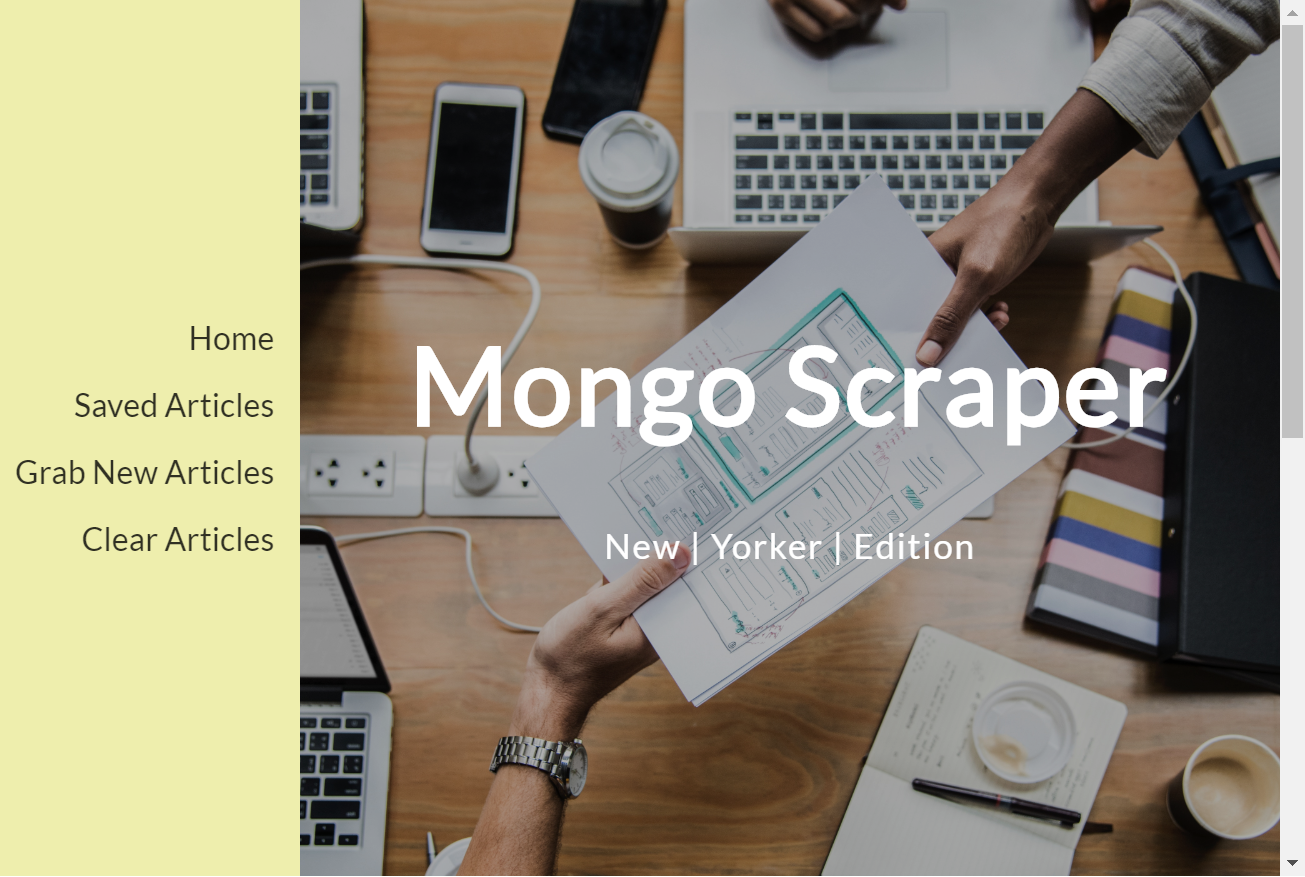 Home
Saved Articles
Grab New Articles
Clear Articles
Mongo Scraper
New | Yorker | Edition